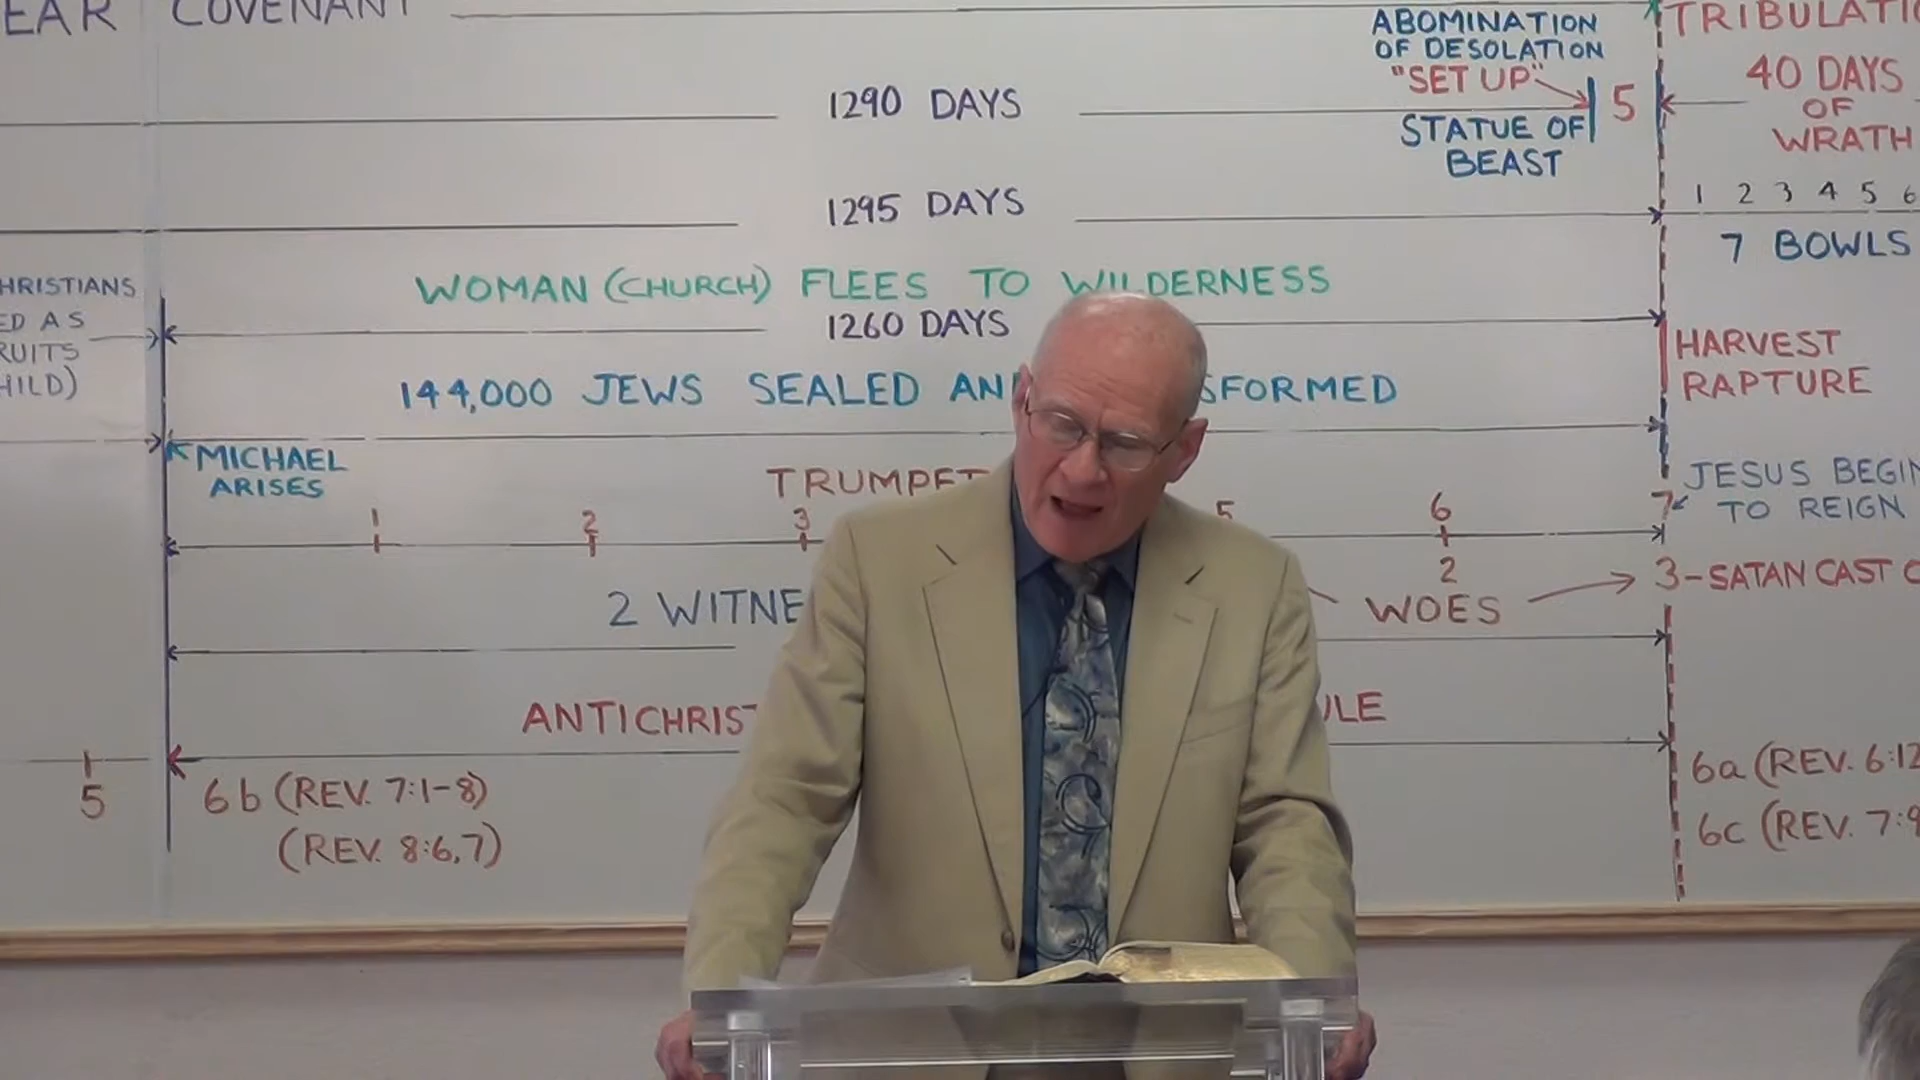 EAR COVENANT
TRIBULATI
ABOMINATION
OF DESOLATION
"SET UP"
5
40 DAYS
OF
WRATH
1290 DAYS
STATUE OF
BEAST
1 2 3 4 5 6
1295 DAYS
7 BOWLS
HRISTIANS
ED AS
RUITS
HILD)
WOMAN (CHURCH) FLEES TO WILDERNESS
1260 DAYS
HARVEST
RAPTURE
144,000 JEWS SEALED AN SFORMED
MICHAEL
ARISES
TRUMPET
JESUS BEGIN
TO REIGN
1 2 3 5 6 7
2
3-SATAN CAST
2 WITNE
WOES
ANTICHRIST
ULE
5
6b (REV. 7:1-8)
(REV. 8:6,7)
6a (REV. 6:12
6c (REV. 7:9